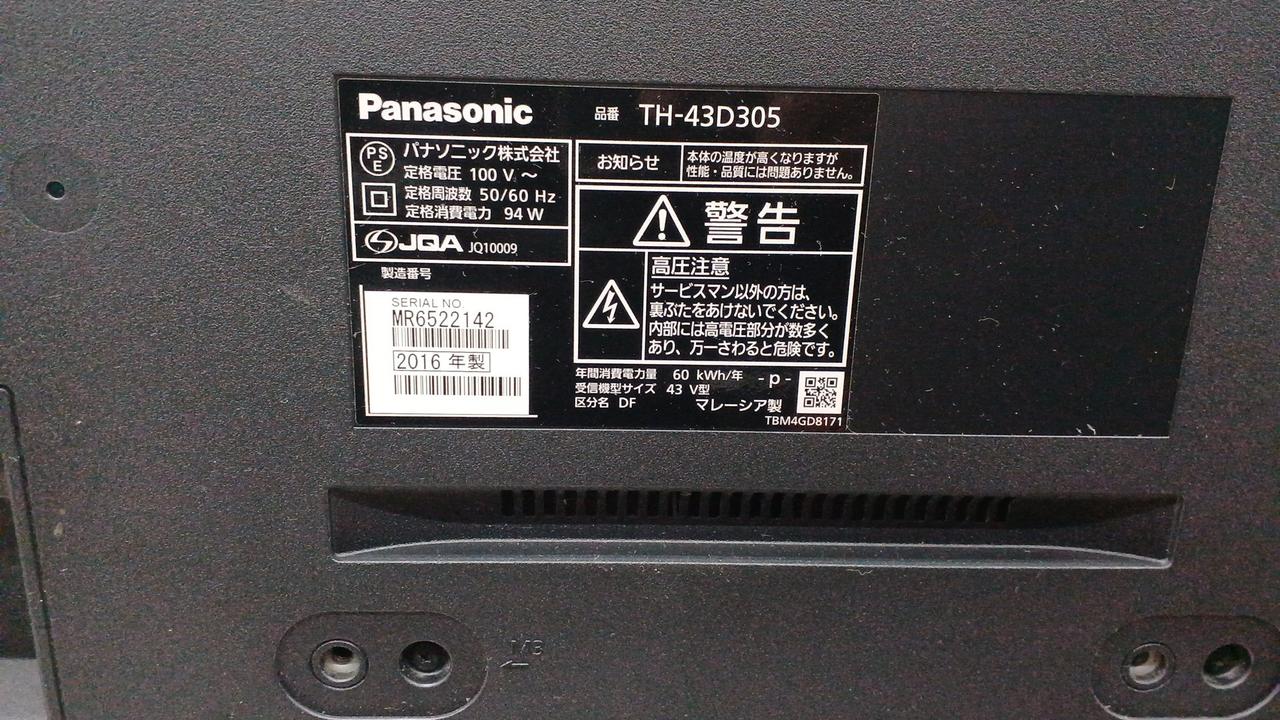 Panasonic
品番 TH-43D305
PS
E
パナソニック株式会社
定格電圧 100 V ～
定格周波数 50/60 Hz
定格消費電力 94 W
JQA JQ10009
製造番号
SERIAL NO.
MR6522142
2016 年製
お知らせ
本体の温度が高くなりますが
性能・品質には問題ありません。
警告
高圧注意
サービスマン以外の方は、
裏ぶたをあけないでください。
内部には高電圧部分が数多く
あり、万一さわると危険です。
年間消費電力量 60 kWh/年 -p-
受信機型サイズ 43 V型
区分名 DF マレーシア製
TBM4GD8171
M3